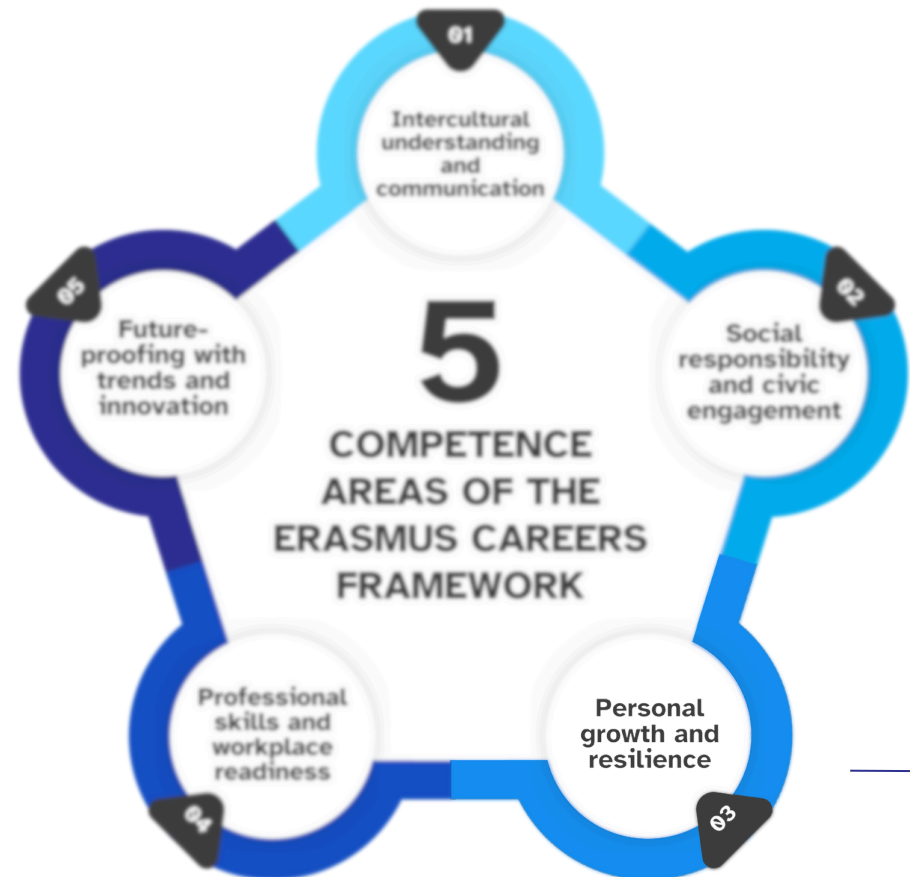 01
Intercultural
understanding
and
communication
05
Future-
proofing with
trends and
innovation
02
Social
responsibility
and civic
engagement
5
COMPETENCE
AREAS OF THE
ERASMUS CAREERS
FRAMEWORK
04
Professional
skills and
workplace
readiness
03
Personal
growth and
resilience